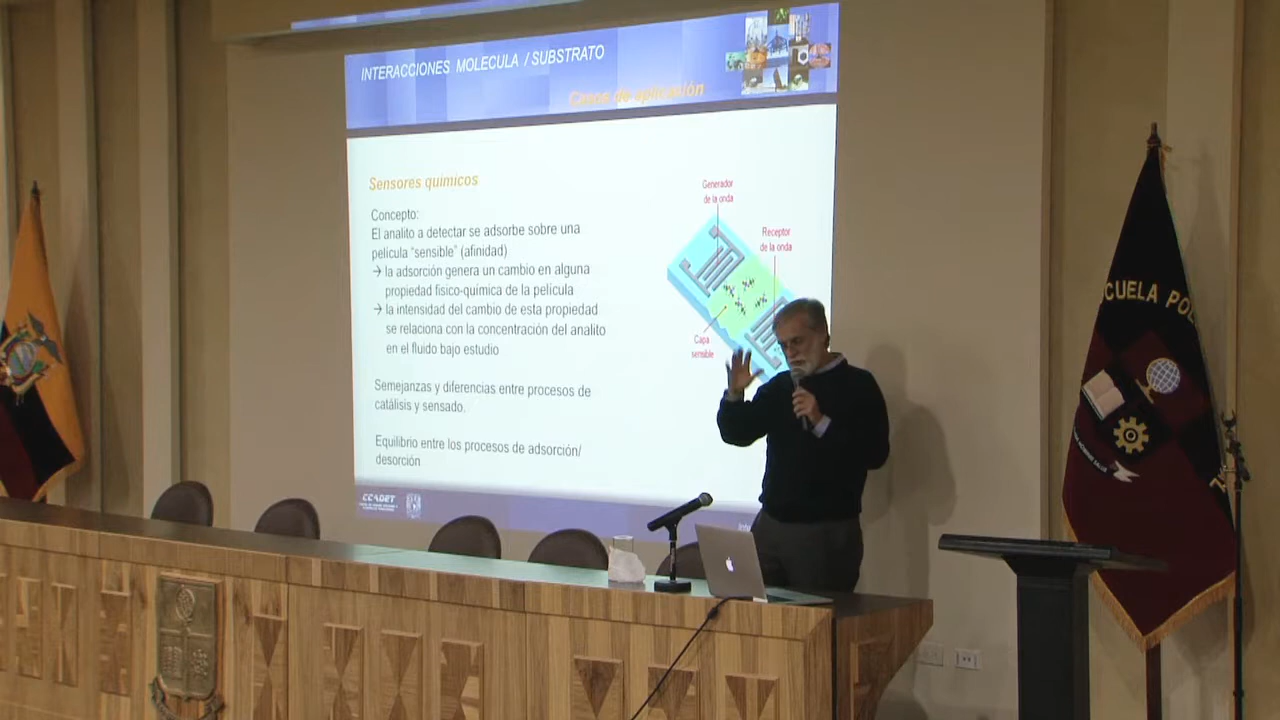 INTERACCIONES MOLECULA / SUBSTRATO
Casos de aplicación
Sensores químicos
Concepto:
El analito a detectar se adsorbe sobre una
película “sensible” (afinidad)
→ la adsorción genera un cambio en alguna
propiedad físico-química de la película
→ la intensidad del cambio de esta propiedad
se relaciona con la concentración del analito
en el fluido bajo estudio
Semejanzas y diferencias entre procesos de
catálisis y sensado.
Equilibrio entre los procesos de adsorción/
desorción
Generador
de la onda
Receptor
de la onda
Capa
sensible
CCADET
CUELA POL